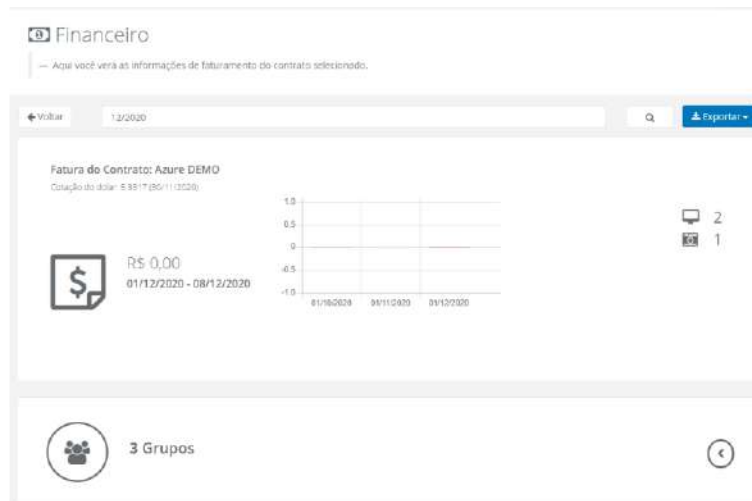 Financeiro
— Aqui você verá as informações de faturamento do contrato selecionado.
Voltar
12/2020
Exportar
Fatura do Contrato: Azure DEMO
Cotação do dolar: 5.3317 (30/11/2020)
R$ 0,00
01/12/2020 - 08/12/2020
1.0
0.5
0
-0.5
-1.0
01/10/2020 01/11/2020 01/12/2020
2
1
3 Grupos